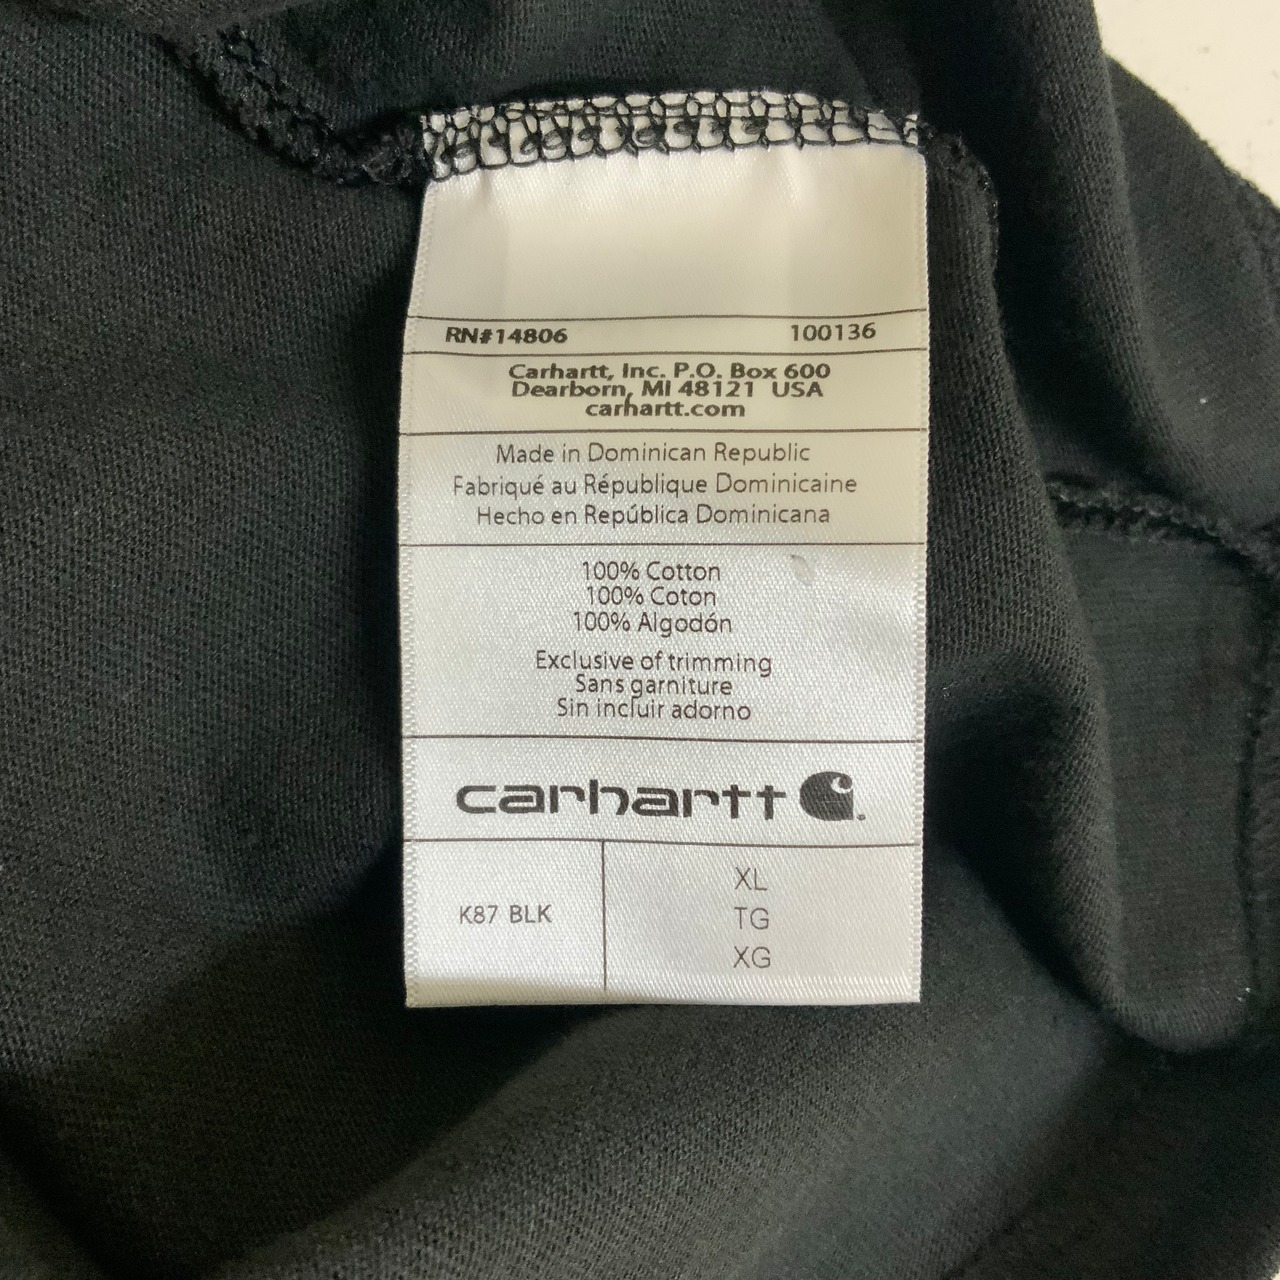 RN#14806 100136
Carhartt, Inc. P.O. Box 600
Dearborn, MI 48121 USA
carhartt.com
Made in Dominican Republic
Fabriqué au République Dominicaine
Hecho en República Dominicana
100% Cotton
100% Coton
100% Algodón
Exclusive of trimming
Sans garniture
Sin incluir adorno
carhartt
K87 BLK
XL
TG
XG